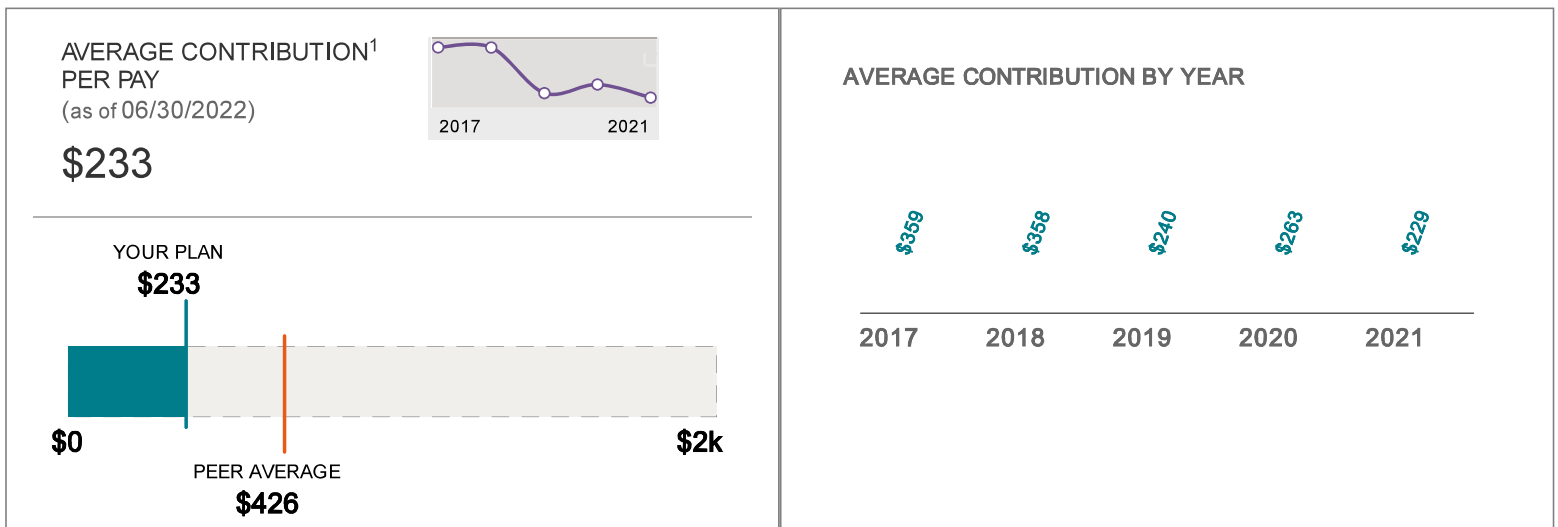 AVERAGE CONTRIBUTION1
PER PAY
(as of 06/30/2022)
$233
2017 2021
YOUR PLAN
$233
$0 $2k
PEER AVERAGE
$426
AVERAGE CONTRIBUTION BY YEAR
$359 $358 $240 $263 $229
2017 2018 2019 2020 2021